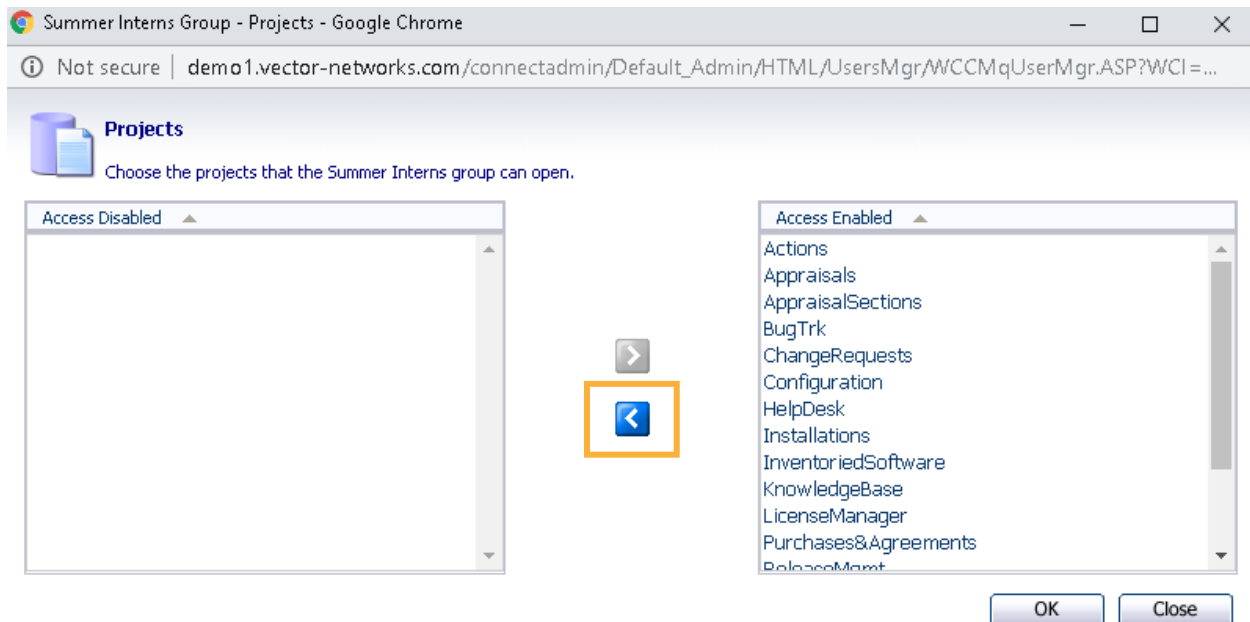 Summer Interns Group - Projects - Google Chrome
Not secure | demo1.vector-networks.com/connectadmin/Default_Admin/HTML/UsersMgr/WCCMqUserMgr.ASP?WCI=...
Projects
Choose the projects that the Summer Interns group can open.
Access Disabled
Access Enabled
Actions
Appraisals
AppraisalSections
BugTrk
ChangeRequests
Configuration
HelpDesk
Installations
InventoriedSoftware
KnowledgeBase
LicenseManager
Purchases&Agreements
ReleaseMgmt
OK Close